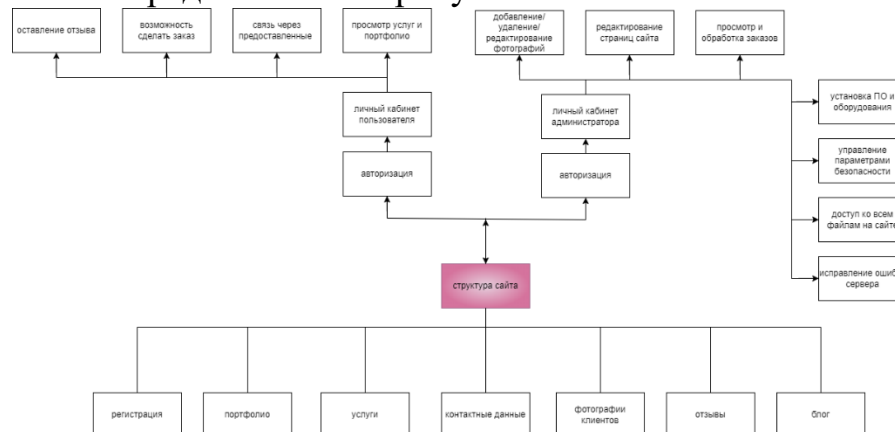 оставление отзыва
возможность
сделать заказ
связь через
предоставленные
просмотр услуг и
портфолио
добавление/
удаление/
редактирование
фотографий
редактирование
страниц сайта
просмотр и
обработка заказов
личный кабинет
пользователя
личный кабинет
администратора
установка ПО и
оборудования
управление
параметрами
безопасности
авторизация
авторизация
доступ ко всем
файлам на сайте
структура сайта
исправление ошиб
сервера
регистрация
портфолио
услуги
контактные данные
фотографии
клиентов
отзывы
блог